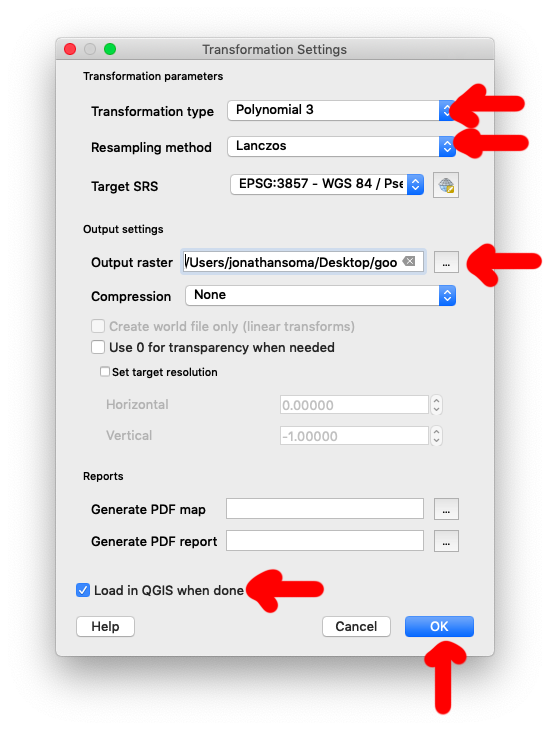 Transformation Settings
Transformation parameters
Transformation type Polynomial 3
Resampling method Lanczos
Target SRS EPSG:3857 - WGS 84 / Pse
Output settings
Output raster /Users/jonathansoma/Desktop/goo ...
Compression None
Create world file only (linear transforms)
Use 0 for transparency when needed
Set target resolution
Horizontal 0.00000
Vertical -1.00000
Reports
Generate PDF map ...
Generate PDF report ...
Load in QGIS when done
Help Cancel OK